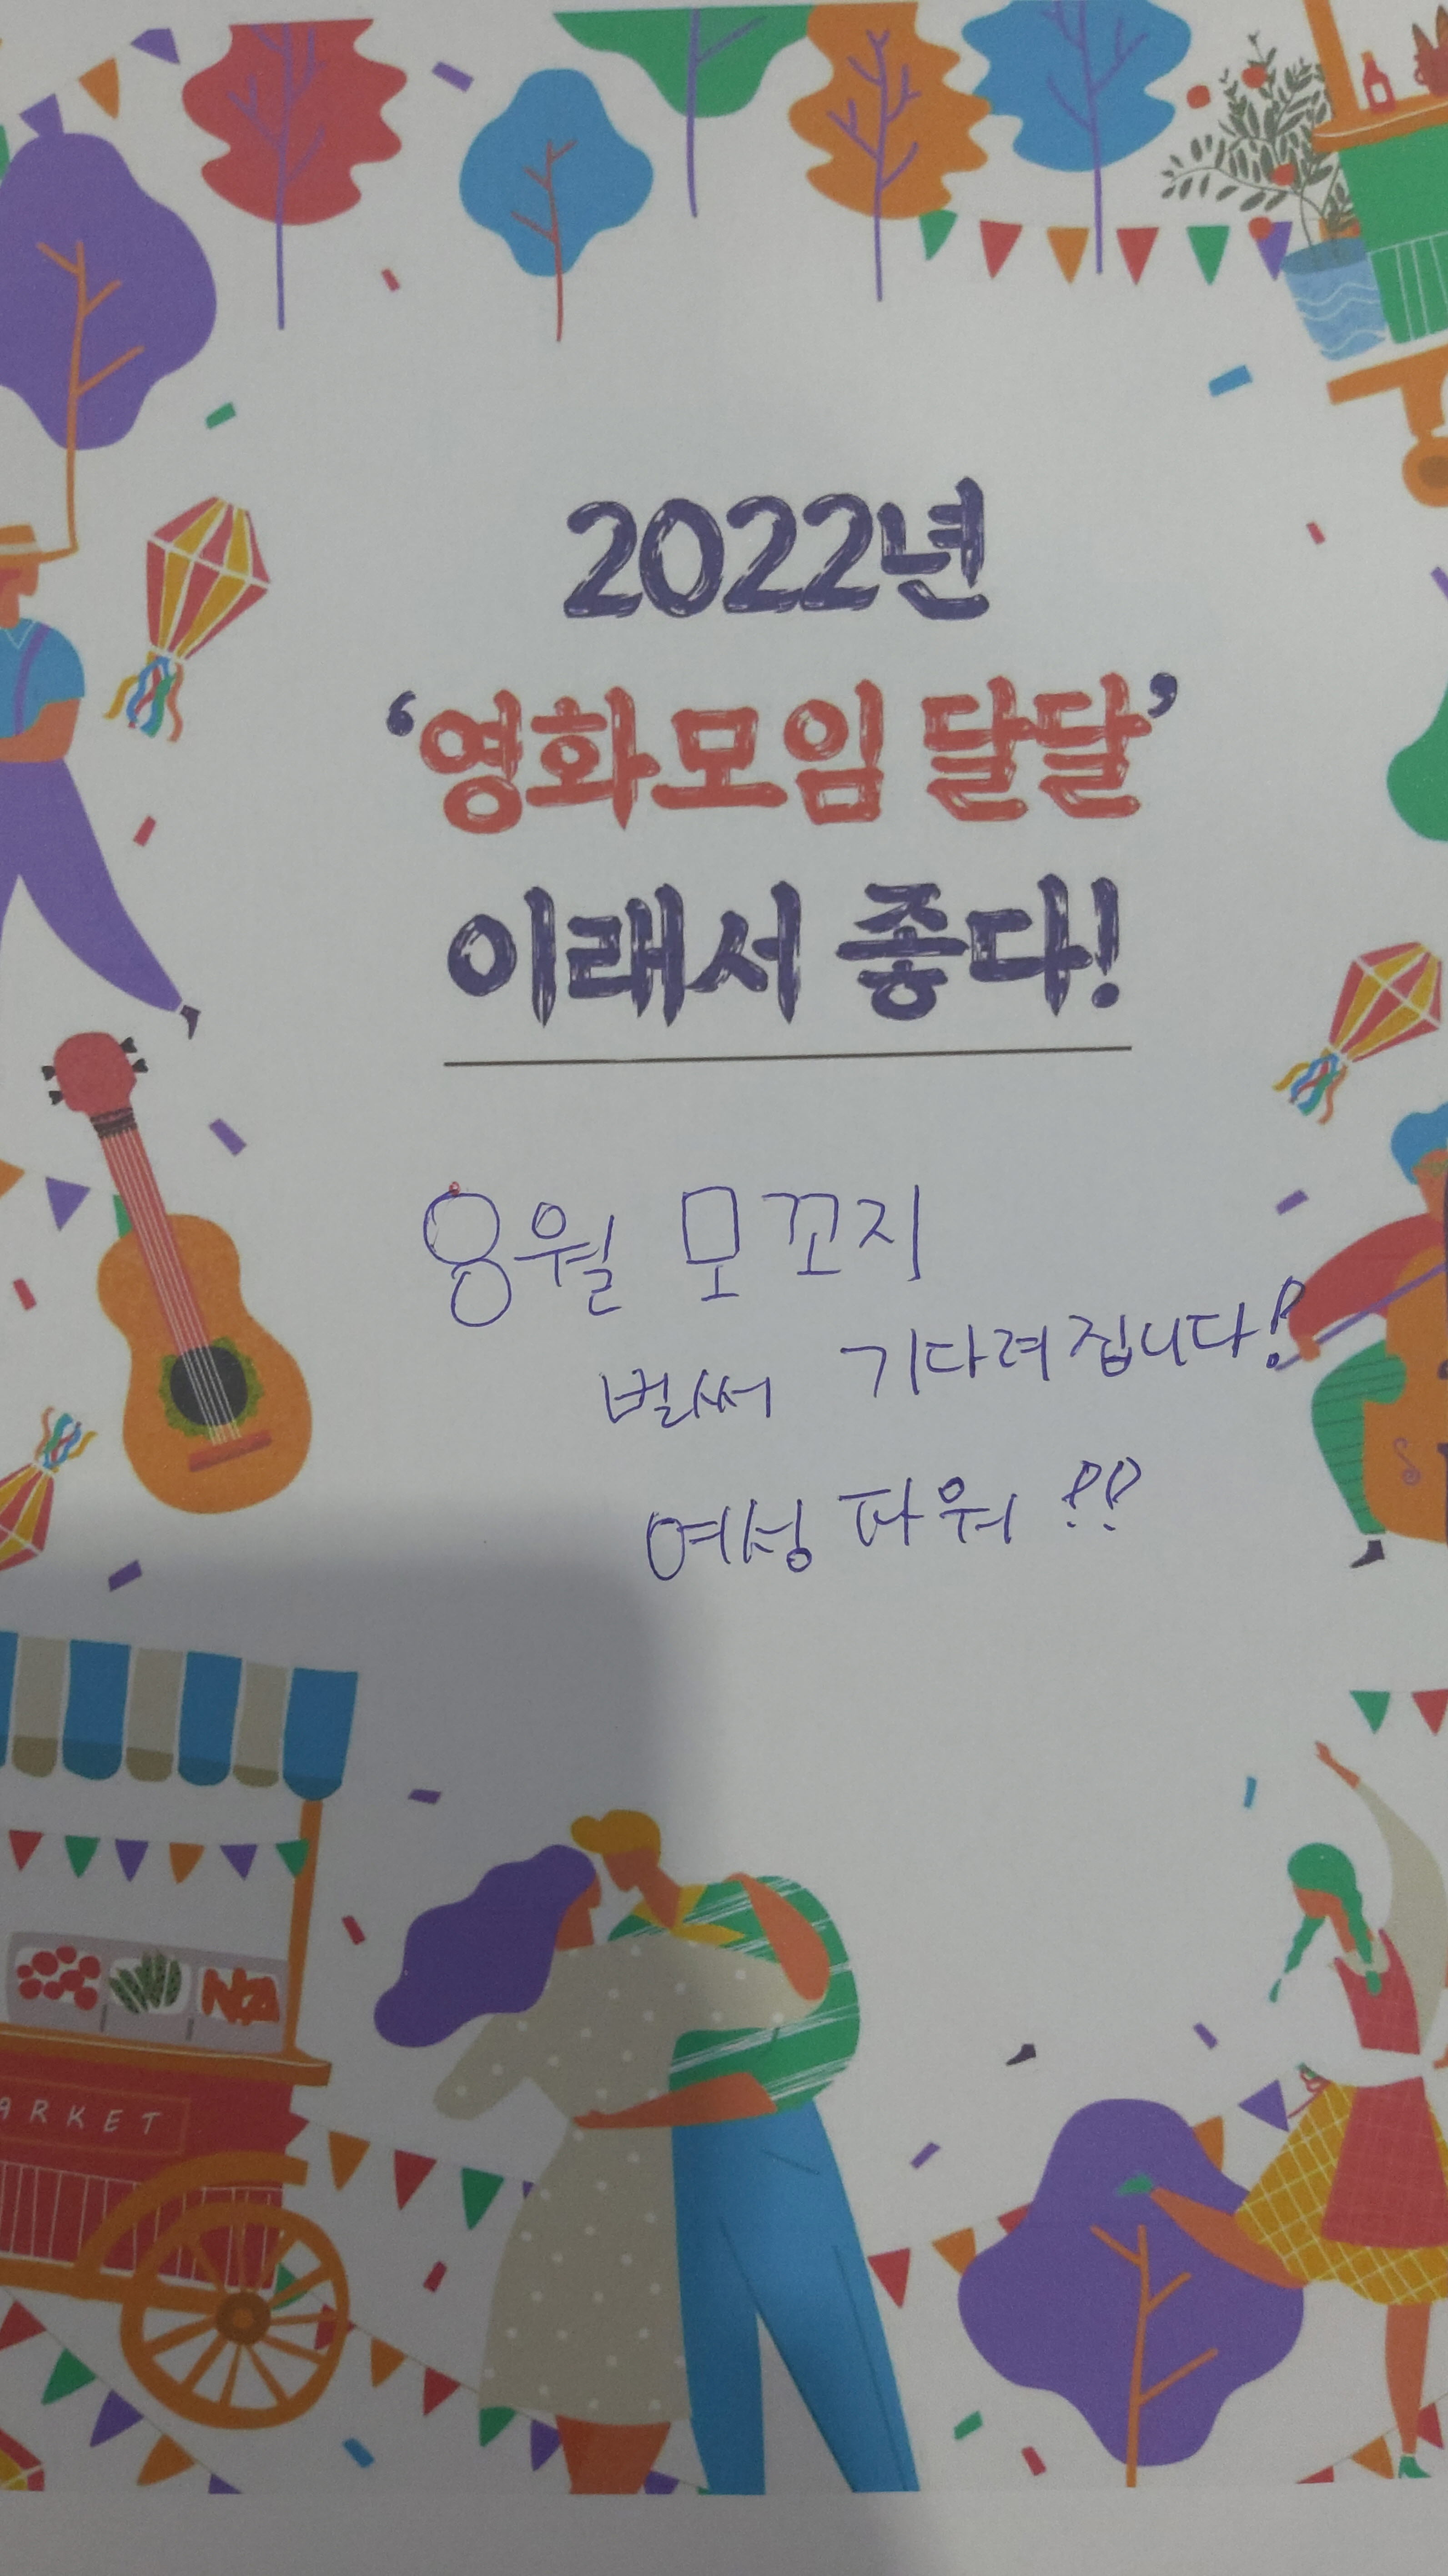 2022년
‘영화모임 달달’
이래서 좋다!
8월 모꼬지
벌써 기다려집니다!
여성 파워!!
ARKET